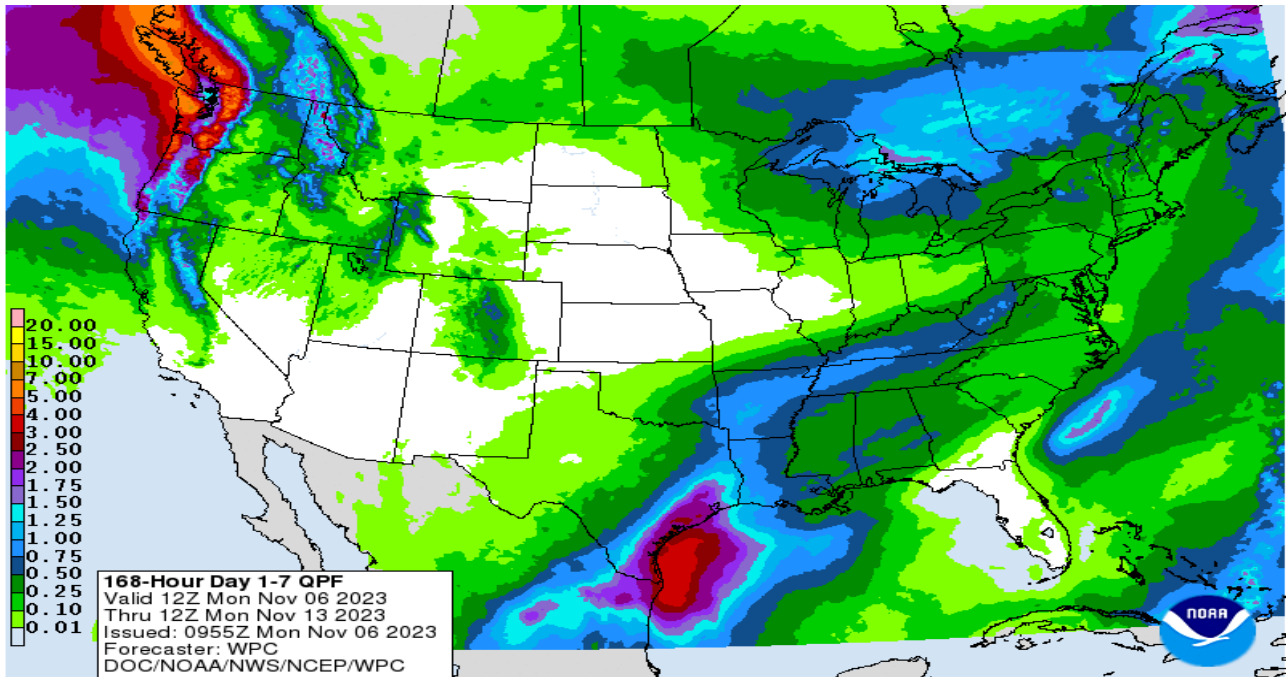 20.00
15.00
10.00
7.00
5.00
4.00
3.00
2.50
2.00
1.75
1.50
1.25
1.00
0.75
0.50
0.25
0.10
0.01
168-Hour Day 1-7 QPF
Valid 12Z Mon Nov 06 2023
Thru 12Z Mon Nov 13 2023
Issued: 0955Z Mon Nov 06 2023
Forecaster: WPC
DOC/NOAA/NWS/NCEP/WPC
NOAA